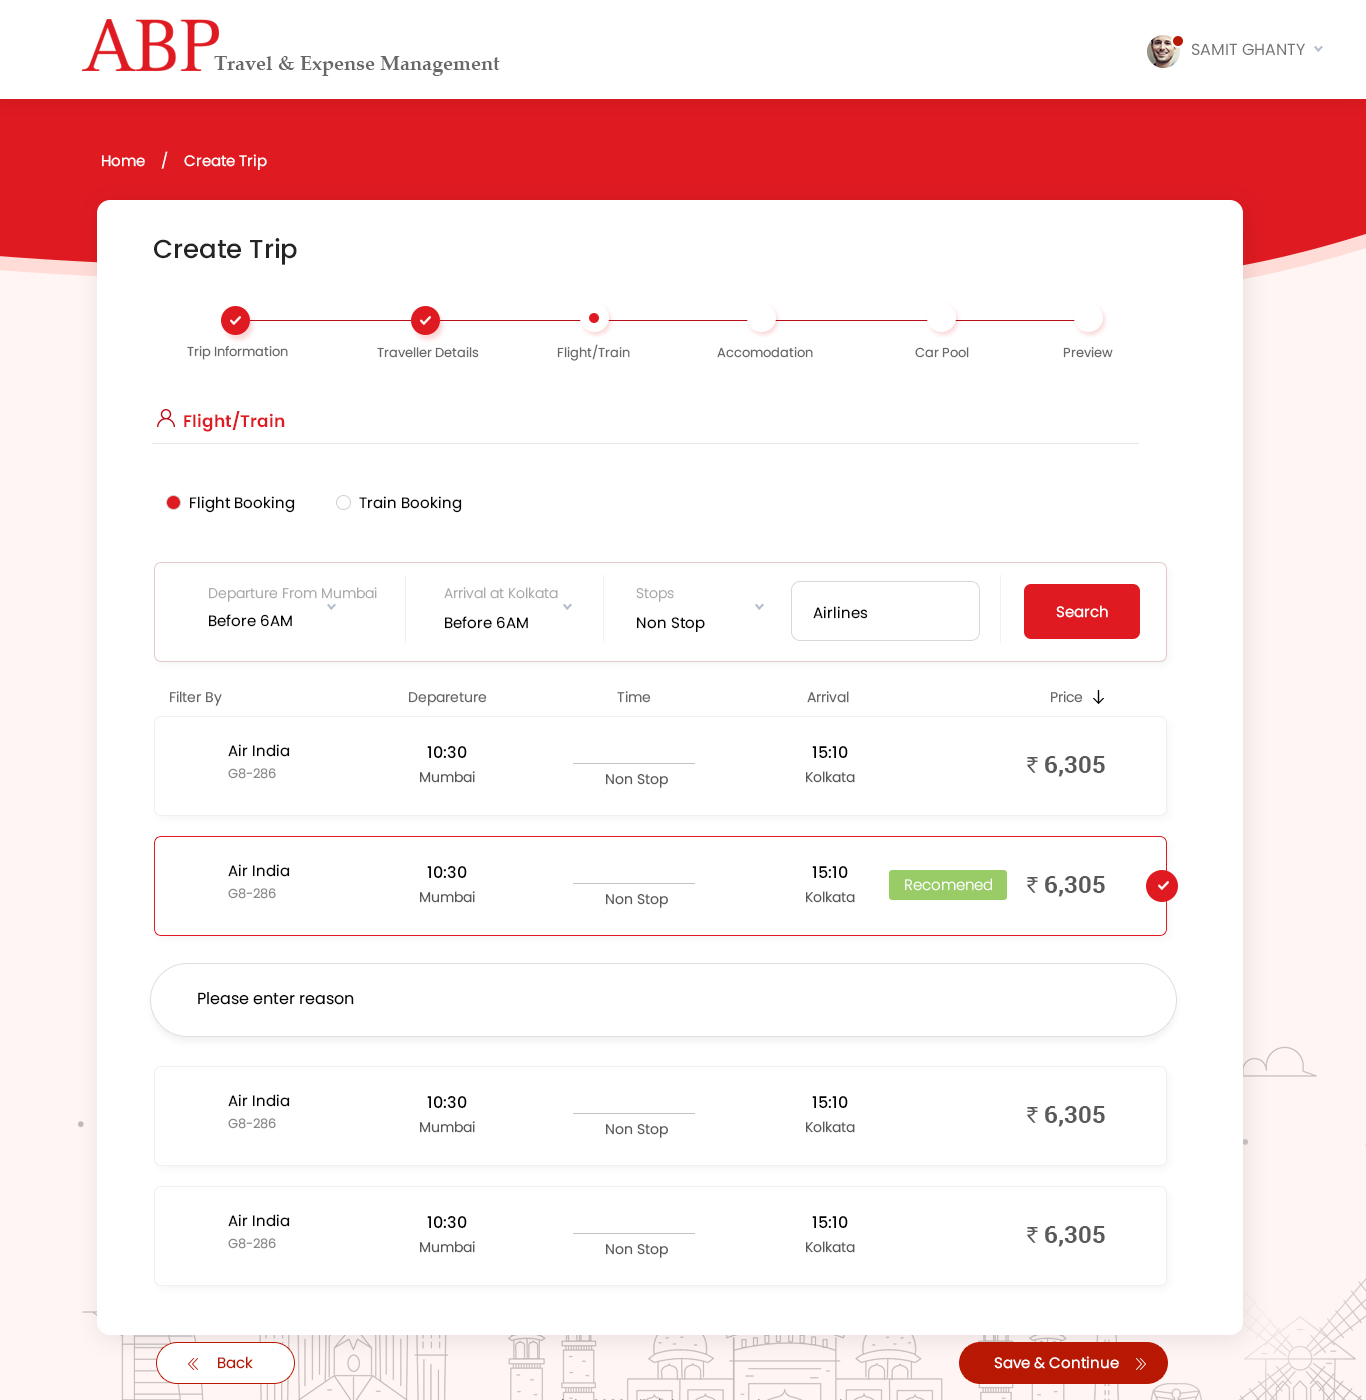 ABP Travel & Expense Management
SAMIT GHANTY
Home / Create Trip
Create Trip
Trip Information
Traveller Details
Flight/Train
Accomodation
Car Pool
Preview
Flight/Train
Flight Booking
Train Booking
Departure From Mumbai
Before 6AM
Arrival at Kolkata
Before 6AM
Stops
Non Stop
Airlines
Search
Filter By
Depareture
Time
Arrival
Price
Air India
G8-286
10:30
Mumbai
Non Stop
15:10
Kolkata
₹ 6,305
Air India
G8-286
10:30
Mumbai
Non Stop
15:10
Kolkata
Recomened
₹ 6,305
Please enter reason
Air India
G8-286
10:30
Mumbai
Non Stop
15:10
Kolkata
₹ 6,305
Air India
G8-286
10:30
Mumbai
Non Stop
15:10
Kolkata
₹ 6,305
Back
Save & Continue